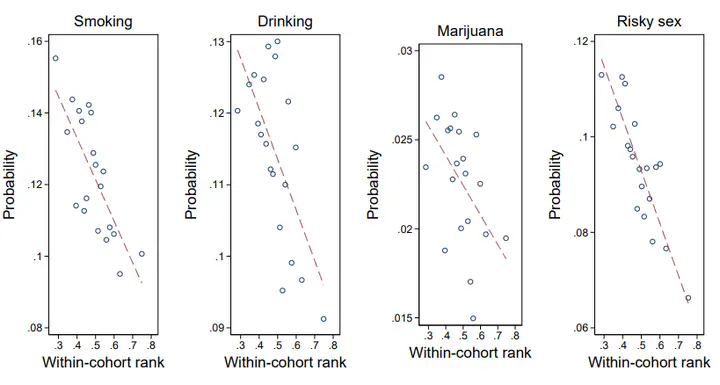 Smoking
Probability
.16
.14
.12
.1
.08
.3 .4 .5 .6 .7 .8
Within-cohort rank
Drinking
Probability
.13
.12
.11
.1
.09
.3 .4 .5 .6 .7 .8
Within-cohort rank
Marijuana
Probability
.03
.025
.02
.015
.3 .4 .5 .6 .7 .8
Within-cohort rank
Risky sex
Probability
.12
.1
.08
.06
.3 .4 .5 .6 .7 .8
Within-cohort rank